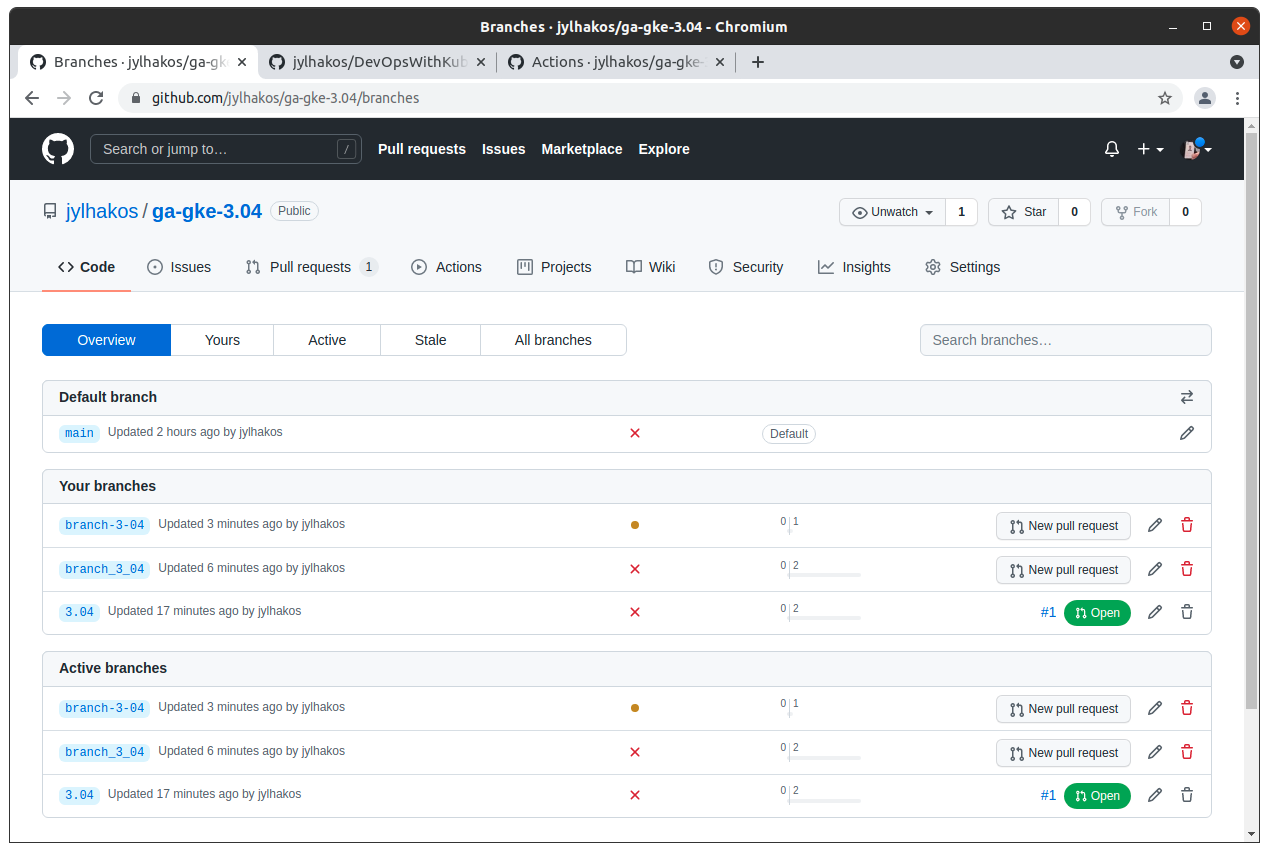 Branches · jylhakos/ga-gke-3.04 - Chromium
Branches · jylhakos/ga-gk jylhakos/DevOpsWithKub Actions · jylhakos/ga-gke-
github.com/jylhakos/ga-gke-3.04/branches
Search or jump to… / Pull requests Issues Marketplace Explore
jylhakos / ga-gke-3.04 Public Unwatch 1 Star 0 Fork 0
Code Issues Pull requests 1 Actions Projects Wiki Security Insights Settings
Overview Yours Active Stale All branches Search branches…
Default branch
main Updated 2 hours ago by jylhakos Default
Your branches
branch-3-04 Updated 3 minutes ago by jylhakos 0 1 New pull request
branch_3_04 Updated 6 minutes ago by jylhakos 0 2 New pull request
3.04 Updated 17 minutes ago by jylhakos 0 2 #1 Open
Active branches
branch-3-04 Updated 3 minutes ago by jylhakos 0 1 New pull request
branch_3_04 Updated 6 minutes ago by jylhakos 0 2 New pull request
3.04 Updated 17 minutes ago by jylhakos 0 2 #1 Open